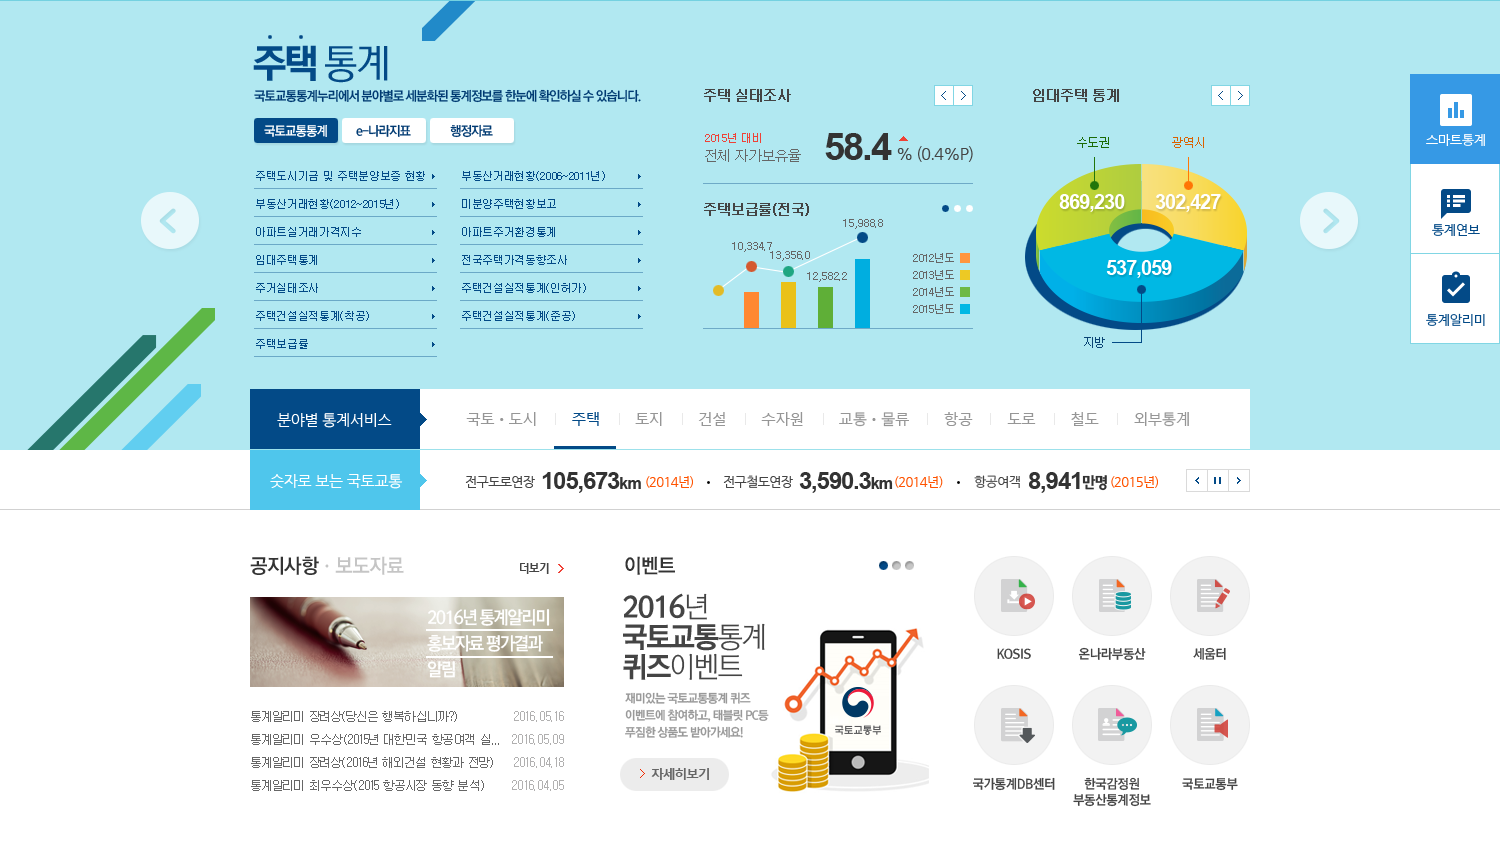 주택 통계
국토교통통계누리에서 분야별로 세분화된 통계정보를 한눈에 확인하실 수 있습니다.
국토교통통계 e-나라지표 행정자료
주택도시기금 및 주택분양보증 현황
부동산거래현황(2012~2015년)
아파트실거래가격지수
임대주택통계
주거실태조사
주택건설실적통계(착공)
주택보급률
부동산거래현황(2006~2011년)
미분양주택현황보고
아파트주거환경통계
전국주택가격동향조사
주택건설실적통계(인허가)
주택건설실적통계(준공)
주택 실태조사
2015년 대비
전체 자가보유율 58.4 % (0.4%P)
주택보급률(전국)
15,988.8
10,334.7
13,356.0
12,582.2
2012년도
2013년도
2014년도
2015년도
임대주택 통계
수도권 광역시
869,230 302,427
537,059
지방
스마트통계
통계연보
통계알리미
분야별 통계서비스
국토·도시 주택 토지 건설 수자원 교통·물류 항공 도로 철도 외부통계
숫자로 보는 국토교통
전구도로연장 105,673km (2014년) • 전구철도연장 3,590.3km (2014년) • 항공여객 8,941만명 (2015년)
공지사항 · 보도자료 더보기
2016년 통계알리미
홍보자료 평가결과
알림
통계알리미 장려상(당신은 행복하십니까?) 2016.05.16
통계알리미 우수상(2015년 대한민국 항공여객 실... 2016.05.09
통계알리미 장려상(2016년 해외건설 현황과 전망) 2016.04.18
통계알리미 최우수상(2015 항공시장 동향 분석) 2016.04.05
이벤트
2016년
국토교통통계
퀴즈이벤트
재미있는 국토교통통계 퀴즈
이벤트에 참여하고, 태블릿 PC등
푸짐한 상품도 받아가세요!
자세히보기
국토교통부
KOSIS
온나라부동산
세움터
국가통계DB센터
한국감정원
부동산통계정보
국토교통부